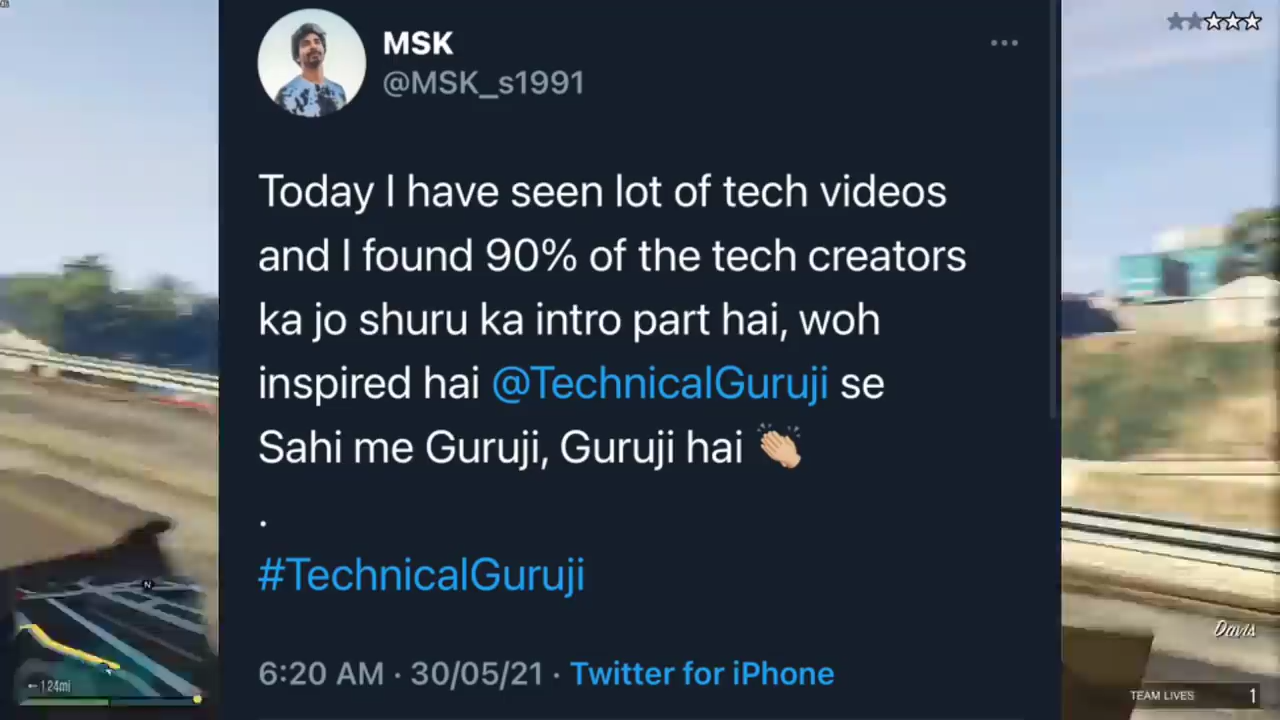 MSK
@MSK_s1991
Today I have seen lot of tech videos
and I found 90% of the tech creators
ka jo shuru ka intro part hai, woh
inspired hai @TechnicalGuruji se
Sahi me Guruji, Guruji hai 👏🏼
.
#TechnicalGuruji
6:20 AM · 30/05/21 · Twitter for iPhone
N
Davis
TEAM LIVES 1